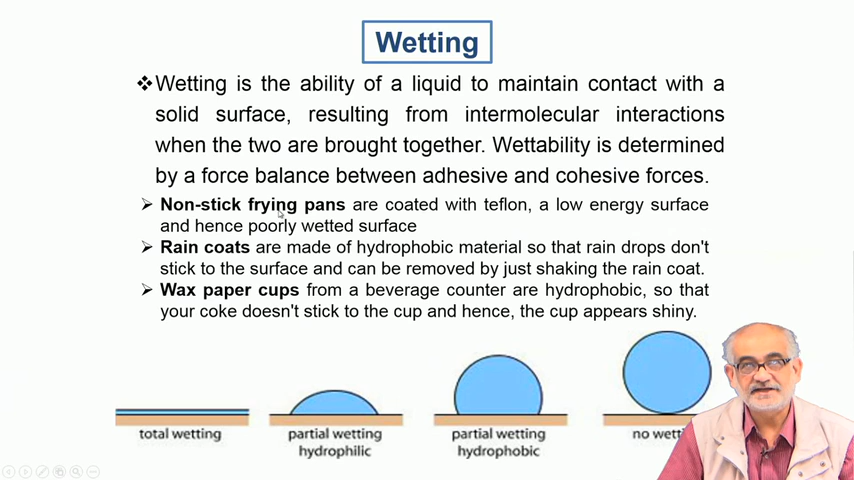 Wetting
❖Wetting is the ability of a liquid to maintain contact with a
solid surface, resulting from intermolecular interactions
when the two are brought together. Wettability is determined
by a force balance between adhesive and cohesive forces.
➢ Non-stick frying pans are coated with teflon, a low energy surface
and hence poorly wetted surface
➢ Rain coats are made of hydrophobic material so that rain drops don't
stick to the surface and can be removed by just shaking the rain coat.
➢ Wax paper cups from a beverage counter are hydrophobic, so that
your coke doesn't stick to the cup and hence, the cup appears shiny.
total wetting
partial wetting
hydrophilic
partial wetting
hydrophobic
no